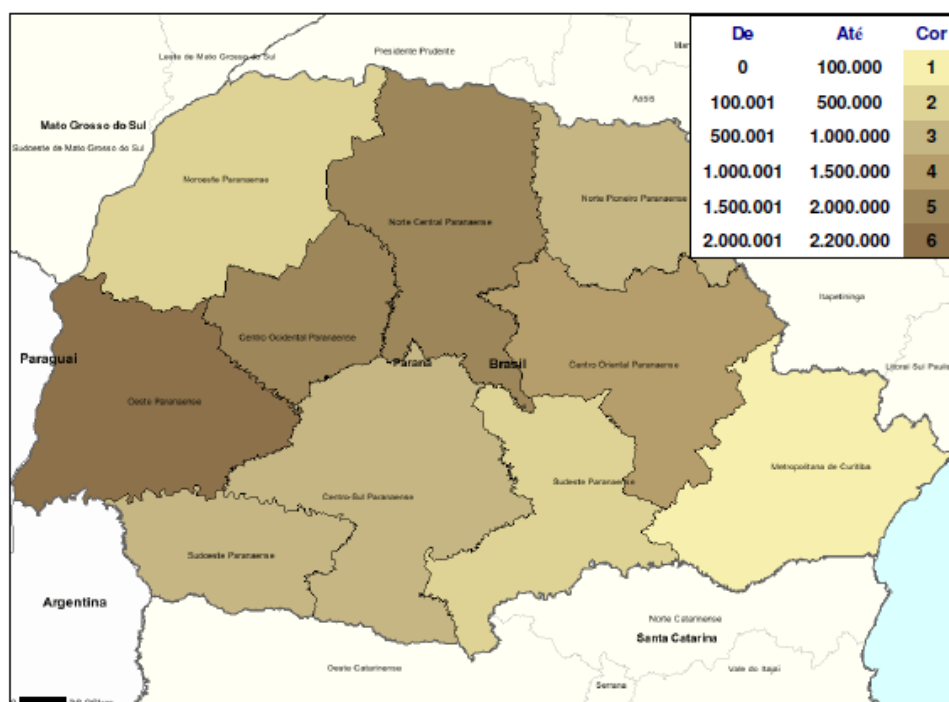 De Até Cor
0 100.000 1
100.001 500.000 2
500.001 1.000.000 3
1.000.001 1.500.000 4
1.500.001 2.000.000 5
2.000.001 2.200.000 6
Presidente Prudente
Leste de Mato Grosso do Sul
Assis
Mato Grosso do Sul
Sudoeste de Mato Grosso do Sul
Noroeste Paranaense
Norte Pioneiro Paranaense
Norte Central Paranaense
Itapetininga
Centro Ocidental Paranaense
Paraguai
Paraná
Brasil
Centro Oriental Paranaense
Litoral Sul Paulis
Oeste Paranaense
Metropolitana de Curitiba
Sudeste Paranaense
Centro-Sul Paranaense
Sudoeste Paranaense
Argentina
Norte Catarinense
Santa Catarina
Oeste Catarinense
Vale do Itajaí
Serrana